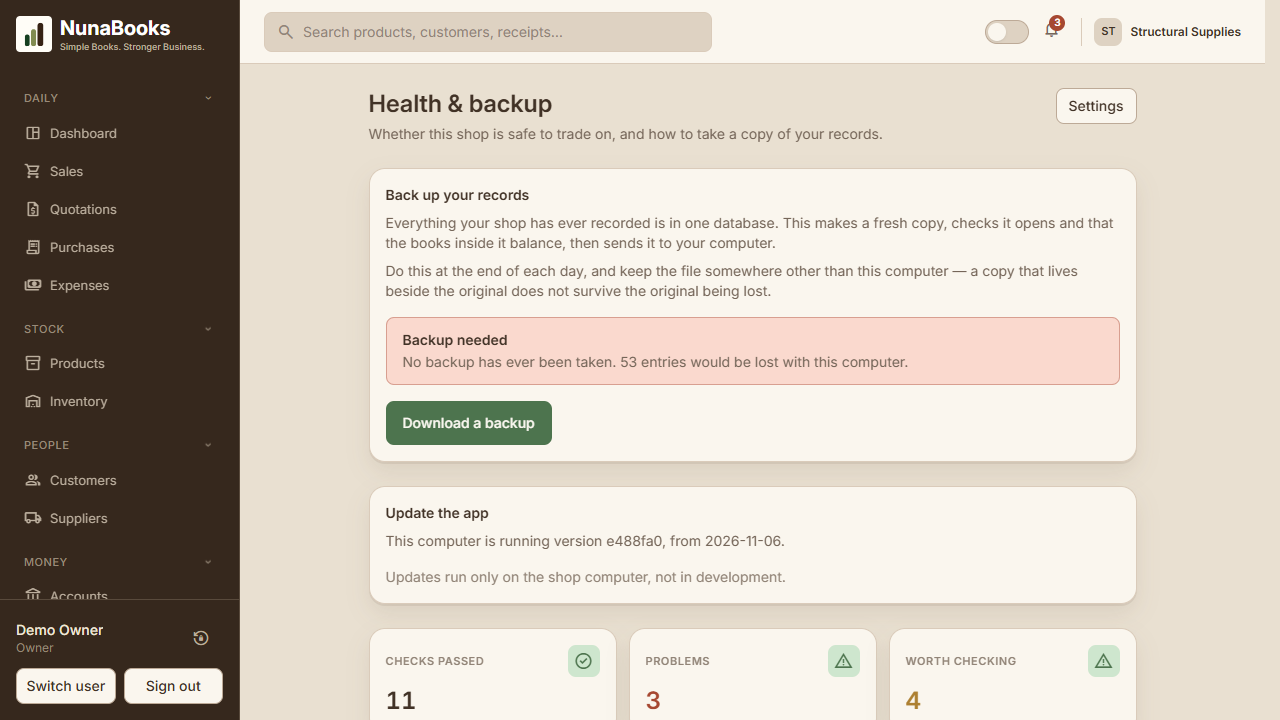 NunaBooks
Simple Books. Stronger Business.
DAILY
Dashboard
Sales
Quotations
Purchases
Expenses
STOCK
Products
Inventory
PEOPLE
Customers
Suppliers
MONEY
Accounts
Demo Owner
Owner
Switch user
Sign out
Search products, customers, receipts...
3
ST
Structural Supplies
Health & backup
Settings
Whether this shop is safe to trade on, and how to take a copy of your records.
Back up your records
Everything your shop has ever recorded is in one database. This makes a fresh copy, checks it opens and that
the books inside it balance, then sends it to your computer.
Do this at the end of each day, and keep the file somewhere other than this computer — a copy that lives
beside the original does not survive the original being lost.
Backup needed
No backup has ever been taken. 53 entries would be lost with this computer.
Download a backup
Update the app
This computer is running version e488fa0, from 2026-11-06.
Updates run only on the shop computer, not in development.
CHECKS PASSED
11
PROBLEMS
3
WORTH CHECKING
4